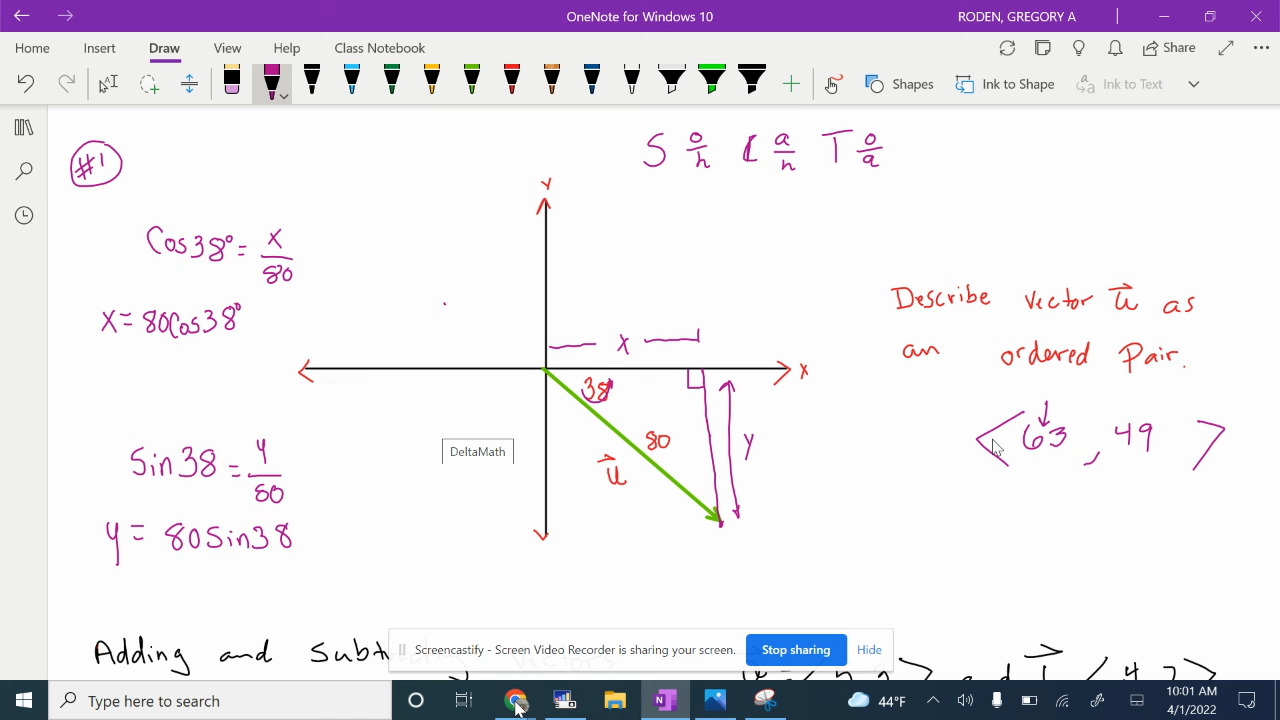 OneNote for Windows 10
RODEN, GREGORY A
Home Insert Draw View Help Class Notebook
Share
Shapes Ink to Shape Ink to Text
#1
S o/h C a/h T o/a
Y
Cos38° = x/80
x = 80Cos38°
Describe vector u as
an ordered Pair.
x
X
38
80
y
u
<63, 49>
DeltaMath
Sin38 = y/80
y = 80Sin38
Adding and
Screencastify - Screen Video Recorder is sharing your screen.
Stop sharing
Hide
and
Type here to search
44°F
10:01 AM
4/1/2022